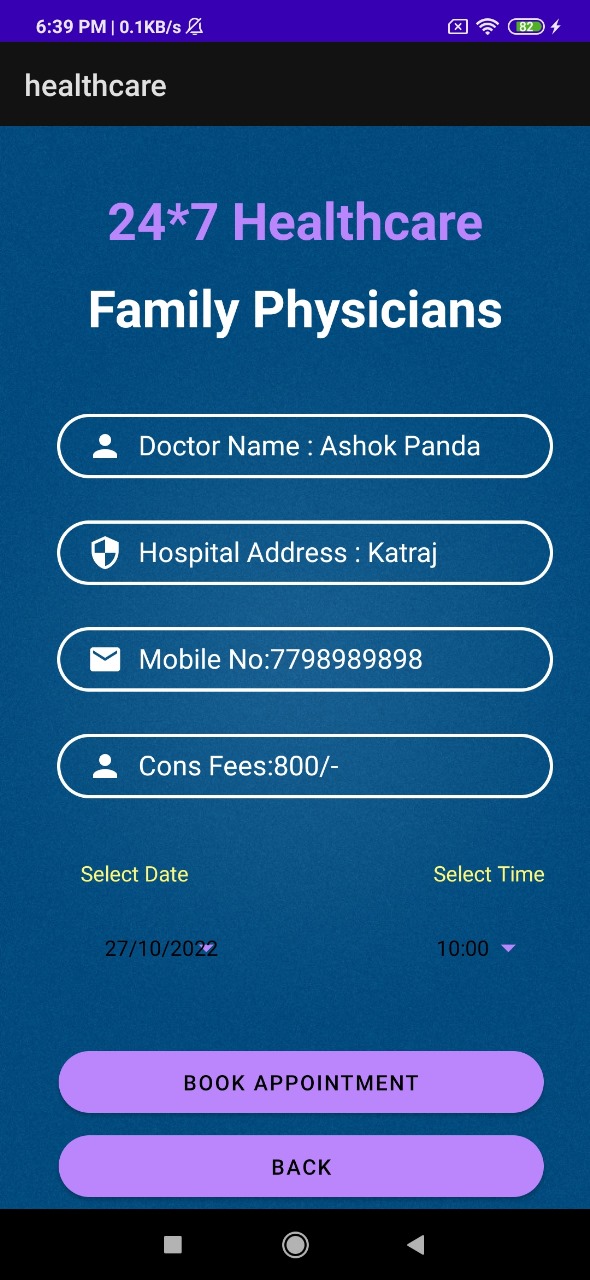 6:39 PM | 0.1KB/s
82
healthcare
24*7 Healthcare
Family Physicians
Doctor Name : Ashok Panda
Hospital Address : Katraj
Mobile No:7798989898
Cons Fees:800/-
Select Date Select Time
27/10/2022 10:00
BOOK APPOINTMENT
BACK